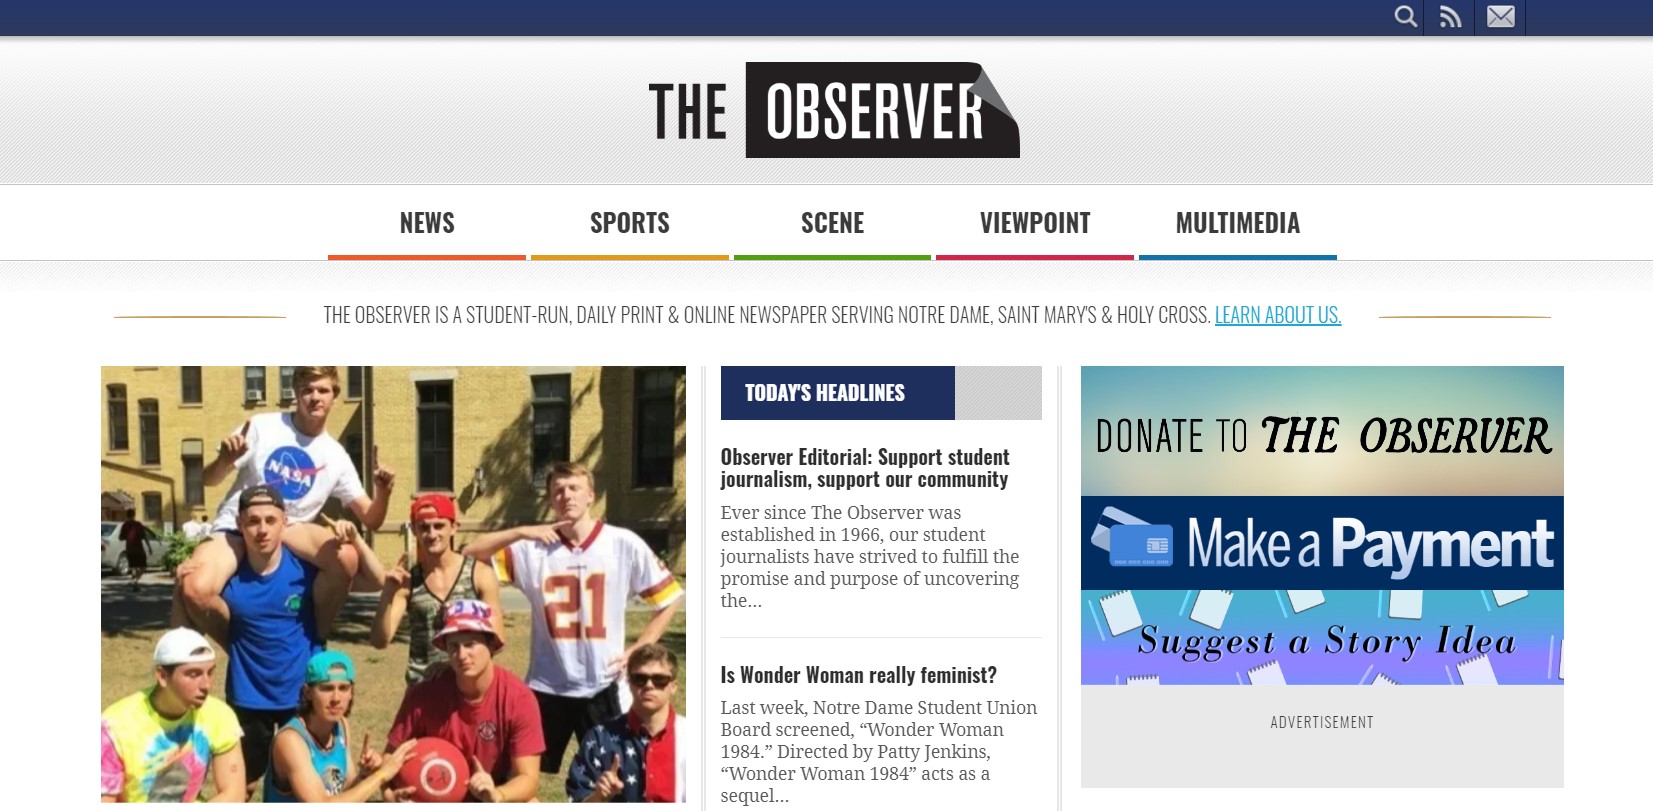 THE OBSERVER
NEWS
SPORTS
SCENE
VIEWPOINT
MULTIMEDIA
THE OBSERVER IS A STUDENT-RUN, DAILY PRINT & ONLINE NEWSPAPER SERVING NOTRE DAME, SAINT MARY'S & HOLY CROSS. LEARN ABOUT US.
NASA
21
TODAY'S HEADLINES
Observer Editorial: Support student
journalism, support our community
Ever since The Observer was
established in 1966, our student
journalists have strived to fulfill the
promise and purpose of uncovering
the...
Is Wonder Woman really feminist?
Last week, Notre Dame Student Union
Board screened, “Wonder Woman
1984.” Directed by Patty Jenkins,
“Wonder Woman 1984” acts as a
sequel...
DONATE TO THE OBSERVER
Make a Payment
Suggest a Story Idea
ADVERTISEMENT